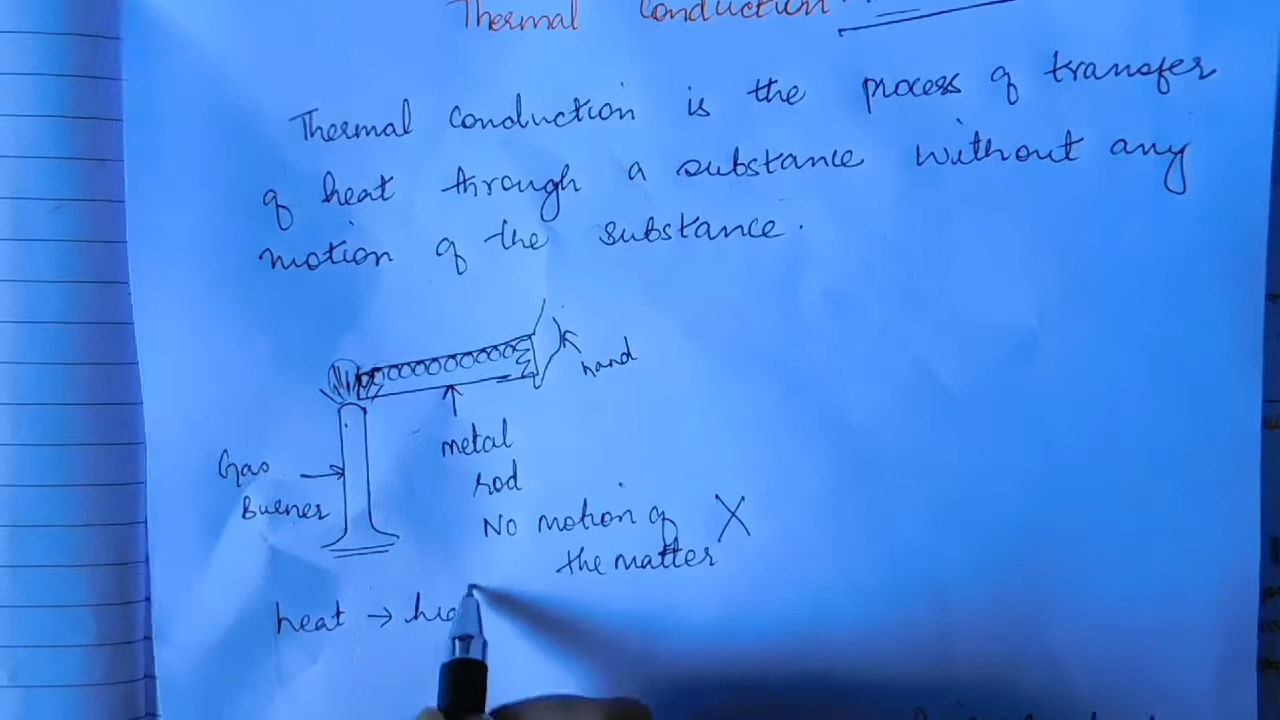 Thermal Conduction
Thermal Conduction is the process of transfer
of heat through a substance without any
motion of the substance.
hand
metal
rod
Gas
Burner
No motion of X
the matter
heat →